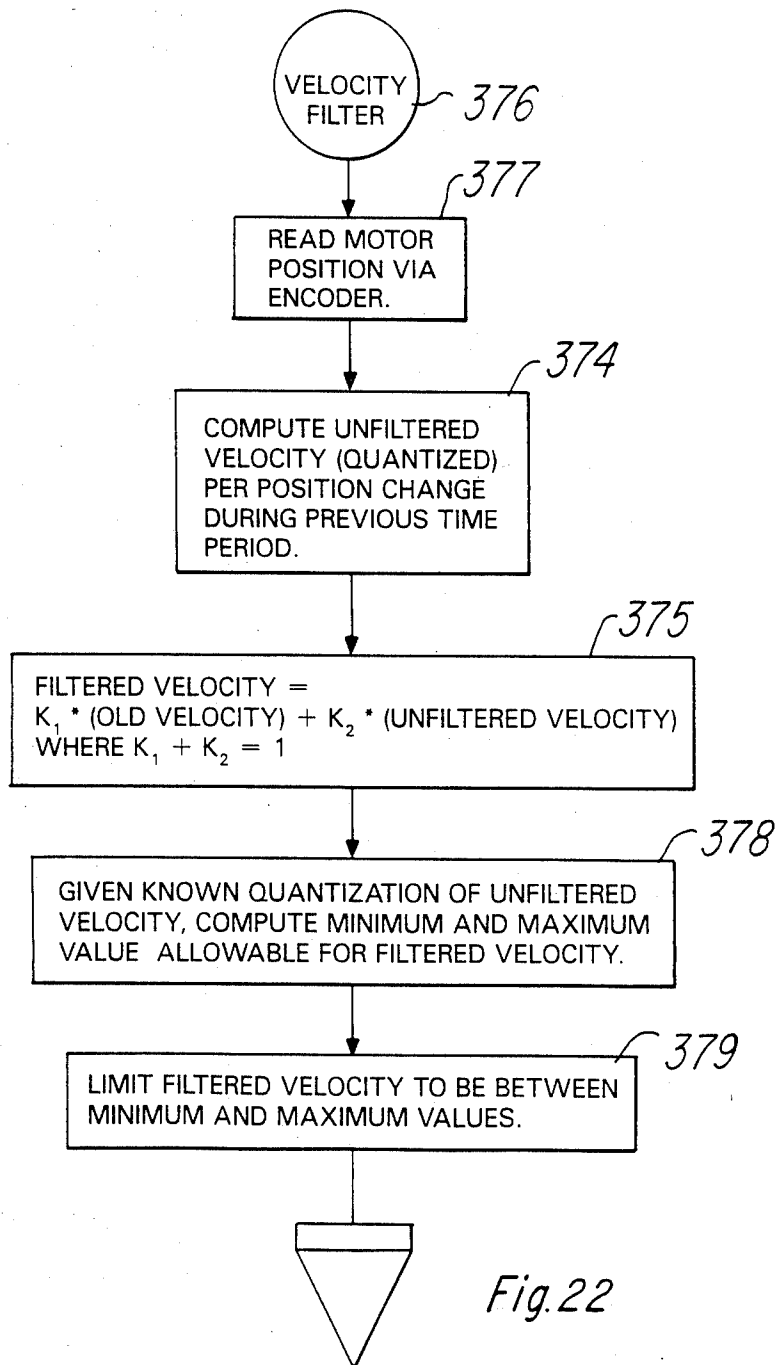 VELOCITY
FILTER
376
377
READ MOTOR
POSITION VIA
ENCODER.
374
COMPUTE UNFILTERED
VELOCITY (QUANTIZED)
PER POSITION CHANGE
DURING PREVIOUS TIME
PERIOD.
375
FILTERED VELOCITY =
K₁ * (OLD VELOCITY) + K₂ * (UNFILTERED VELOCITY)
WHERE K₁ + K₂ = 1
378
GIVEN KNOWN QUANTIZATION OF UNFILTERED
VELOCITY, COMPUTE MINIMUM AND MAXIMUM
VALUE ALLOWABLE FOR FILTERED VELOCITY.
379
LIMIT FILTERED VELOCITY TO BE BETWEEN
MINIMUM AND MAXIMUM VALUES.
Fig. 22